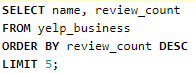 SELECT name, review_count
FROM yelp_business
ORDER BY review_count DESC
LIMIT 5;